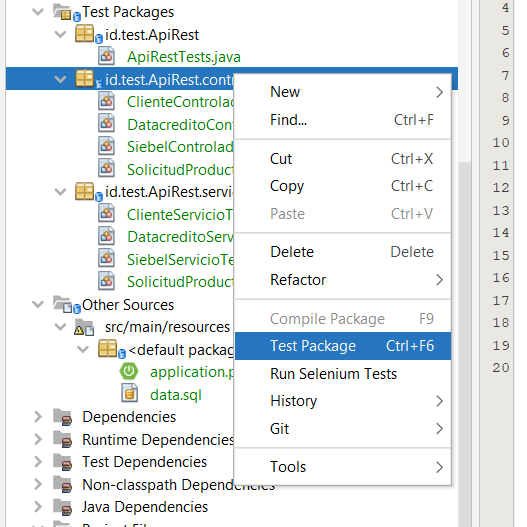 Test Packages
id.test.ApiRest
ApiRestTests.java
id.test.ApiRest.contr
ClienteControlad
DatacreditoCont
SiebelControlad
SolicitudProduct
id.test.ApiRest.servic
ClienteServicioT
DatacreditoServ
SiebelServicioTe
SolicitudProduct
Other Sources
src/main/resources
<default packag
application.p
data.sql
Dependencies
Runtime Dependencies
Test Dependencies
Non-classpath Dependencies
Java Dependencies
Project Files
New
Find... Ctrl+F
Cut Ctrl+X
Copy Ctrl+C
Paste Ctrl+V
Delete Delete
Refactor
Compile Package F9
Test Package Ctrl+F6
Run Selenium Tests
History
Git
Tools
4
5
6
7
8
9
10
11
12
13
14
15
16
17
18
19
20